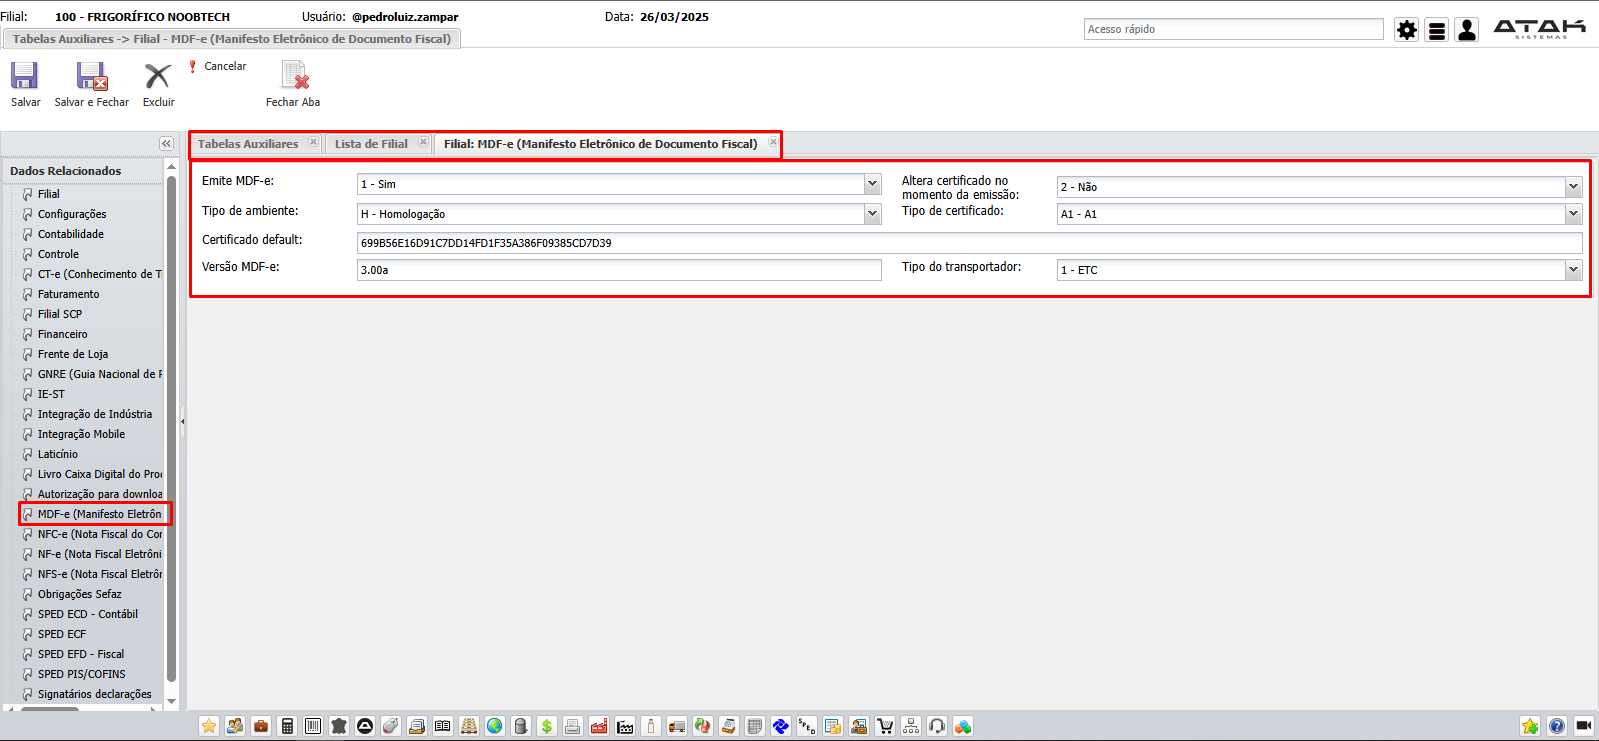 Filial: 100 - FRIGORÍFICO NOOBTECH Usuário: @pedroluiz.zampar Data: 26/03/2025
Tabelas Auxiliares -> Filial - MDF-e (Manifesto Eletrônico de Documento Fiscal)
Acesso rápido
ATAK
SISTEMAS
Salvar
Salvar e Fechar
Excluir
Cancelar
Fechar Aba
Tabelas Auxiliares
Lista de Filial
Filial: MDF-e (Manifesto Eletrônico de Documento Fiscal)
Dados Relacionados
Filial
Configurações
Contabilidade
Controle
CT-e (Conhecimento de T
Faturamento
Filial SCP
Financeiro
Frente de Loja
GNRE (Guia Nacional de F
IE-ST
Integração de Indústria
Integração Mobile
Laticínio
Livro Caixa Digital do Pro
Autorização para downloa
MDF-e (Manifesto Eletrôn
NFC-e (Nota Fiscal do Con
NF-e (Nota Fiscal Eletrôni
NFS-e (Nota Fiscal Eletrôn
Obrigações Sefaz
SPED ECD - Contábil
SPED ECF
SPED EFD - Fiscal
SPED PIS/COFINS
Signatários declarações
Emite MDF-e: 1 - Sim
Altera certificado no
momento da emissão: 2 - Não
Tipo de ambiente: H - Homologação
Tipo de certificado: A1 - A1
Certificado default: 699B56E16D91C7DD14FD1F35A386F09385CD7D39
Versão MDF-e: 3.00a
Tipo do transportador: 1 - ETC
SPED